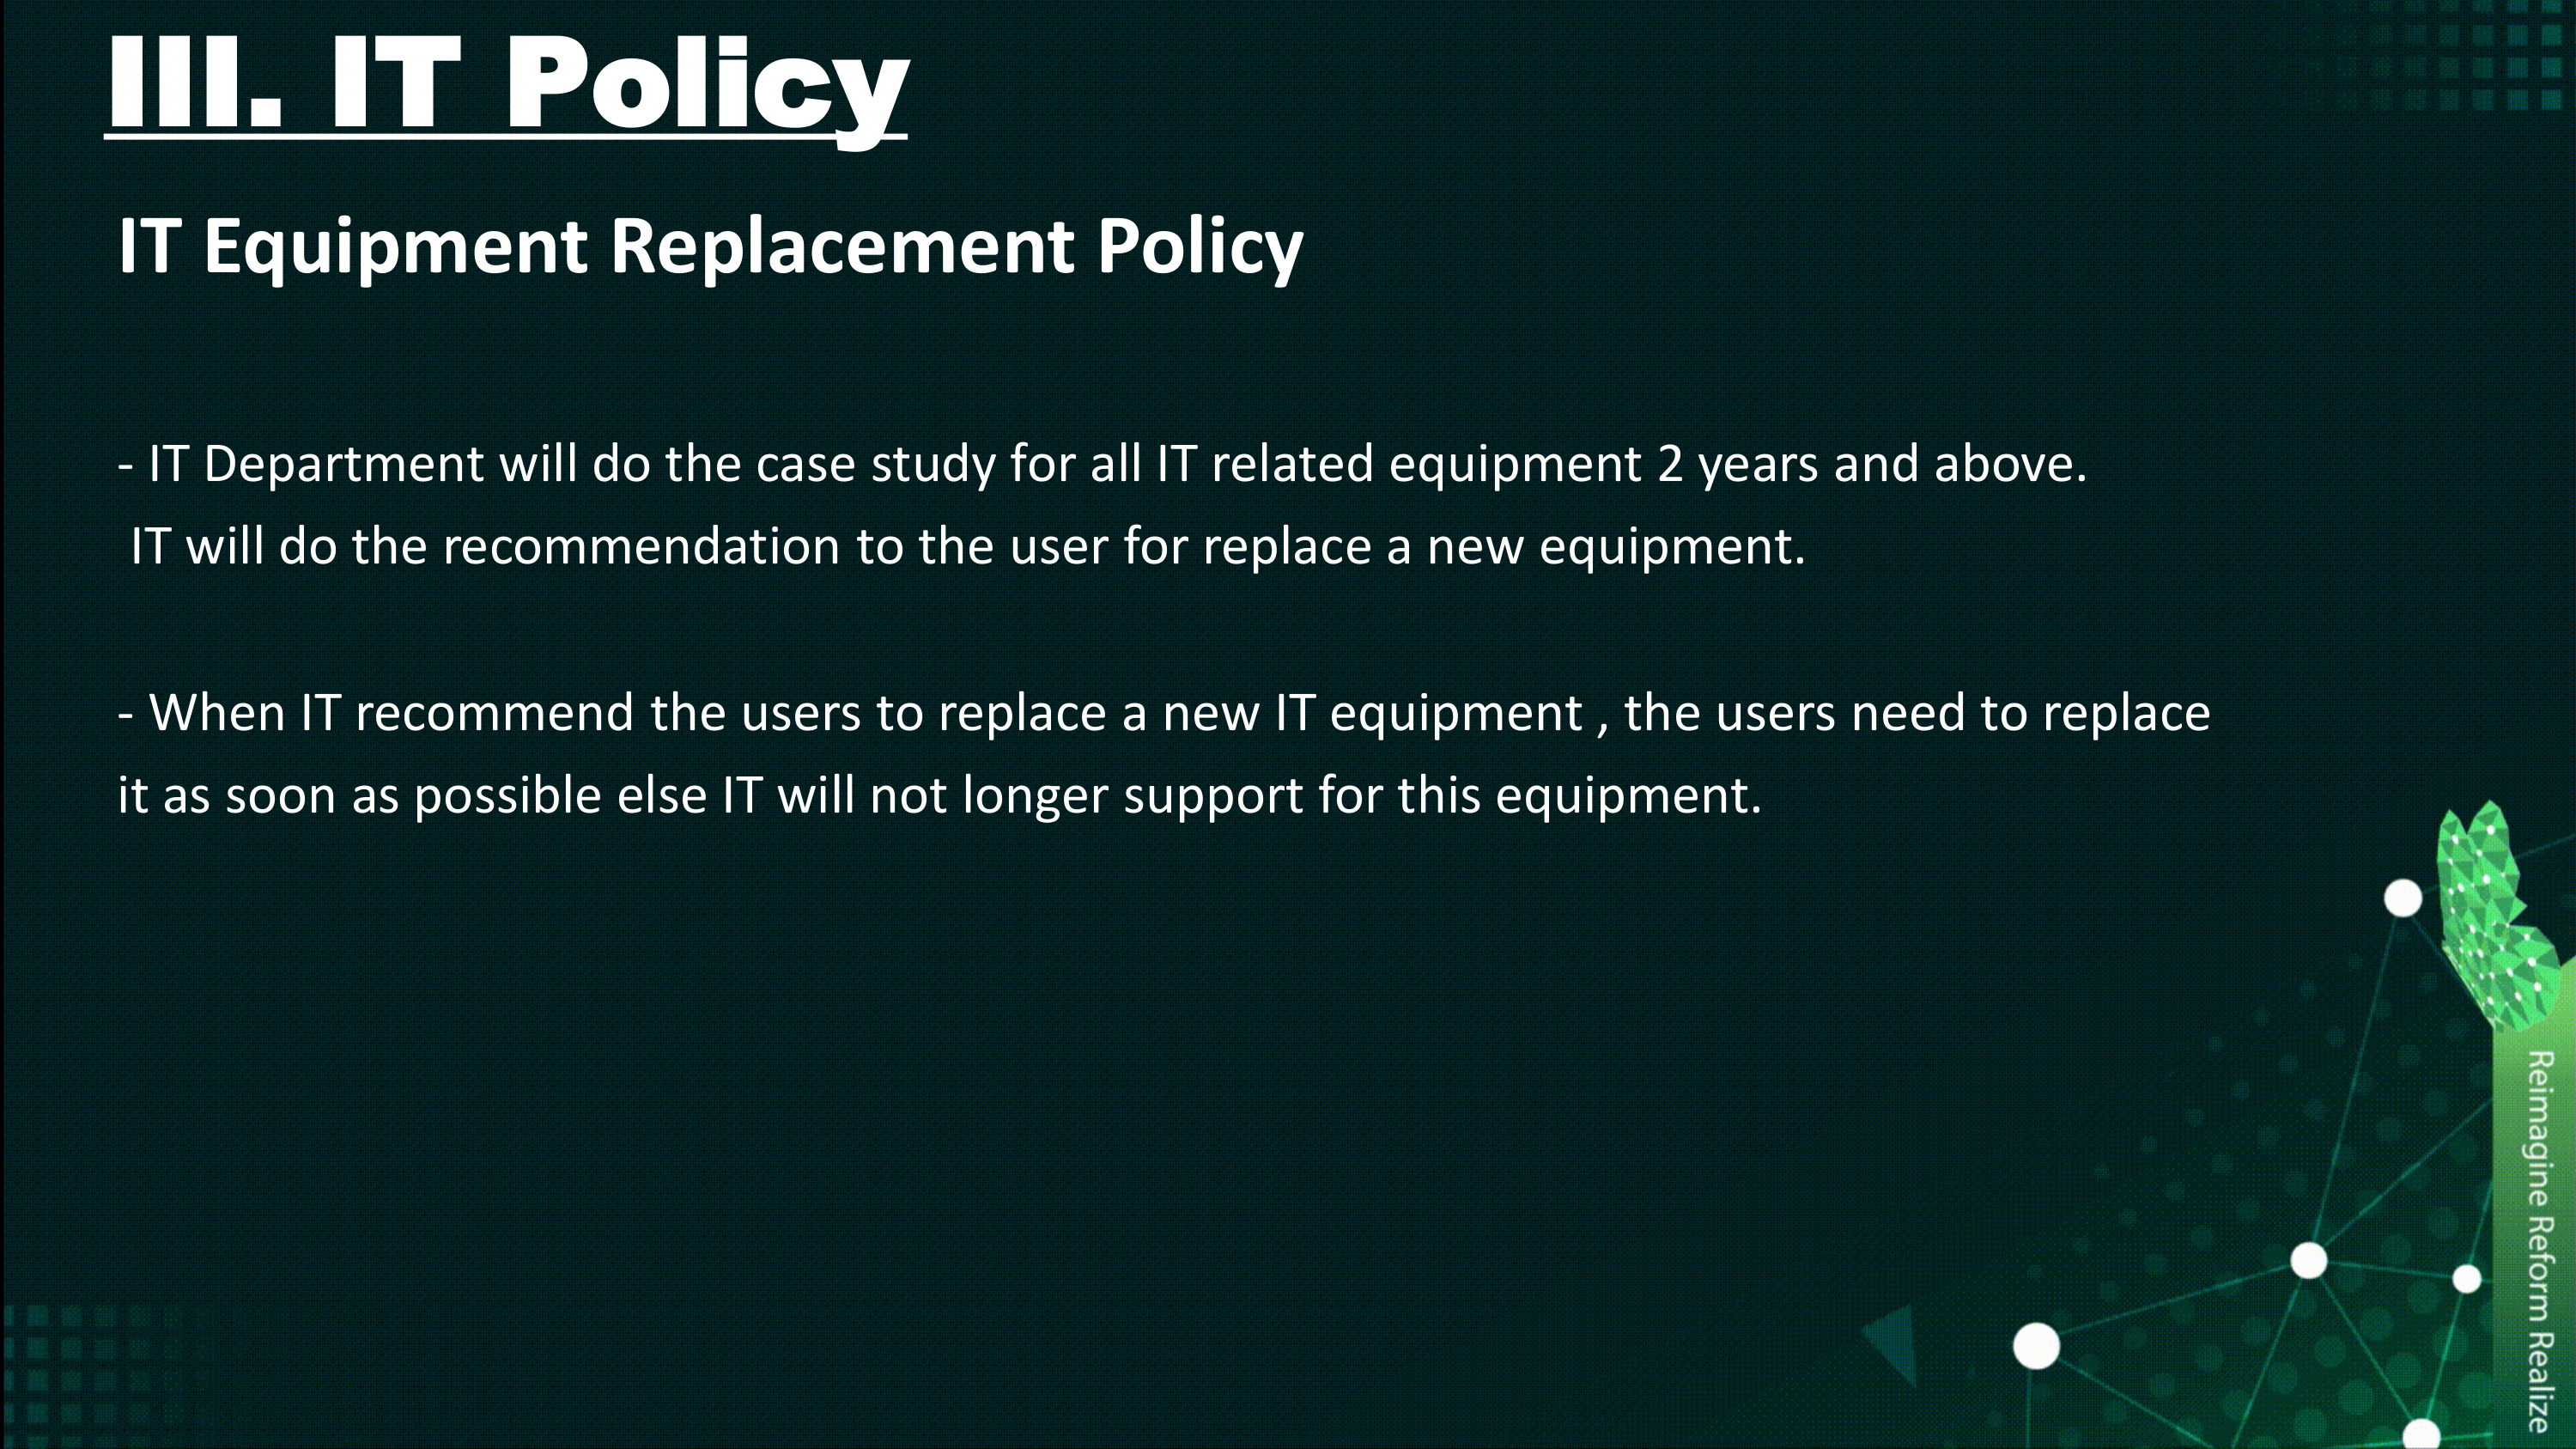 III. IT Policy
IT Equipment Replacement Policy
- IT Department will do the case study for all IT related equipment 2 years and above.
IT will do the recommendation to the user for replace a new equipment.
- When IT recommend the users to replace a new IT equipment , the users need to replace
it as soon as possible else IT will not longer support for this equipment.
Reimagine Reform Realize